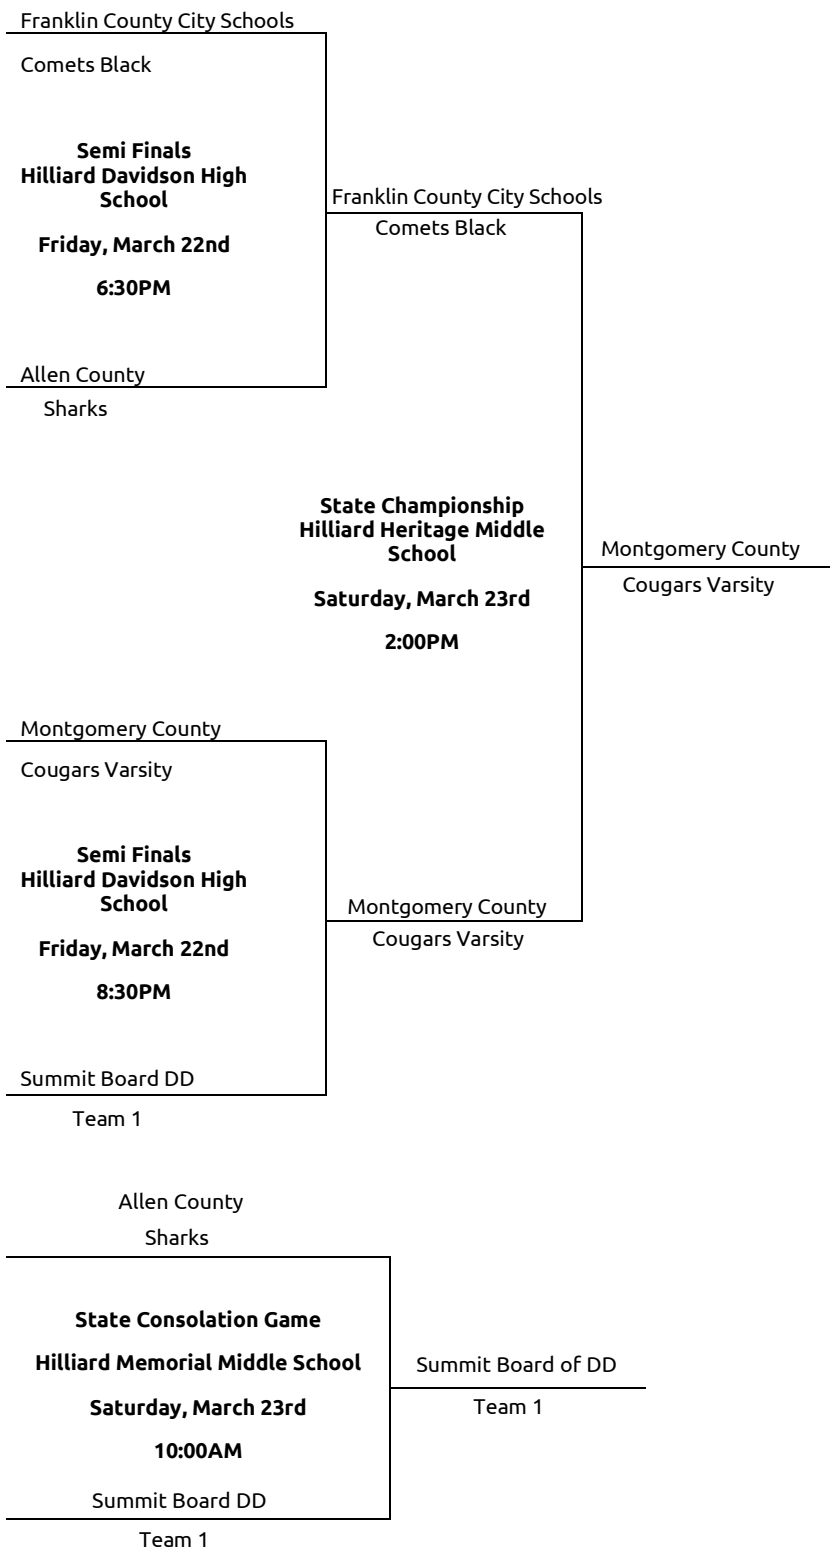 Franklin County City Schools
Comets Black
Semi Finals
Hilliard Davidson High
School
Friday, March 22nd
6:30PM
Franklin County City Schools
Comets Black
Allen County
Sharks
State Championship
Hilliard Heritage Middle
School
Saturday, March 23rd
2:00PM
Montgomery County
Cougars Varsity
Montgomery County
Cougars Varsity
Semi Finals
Hilliard Davidson High
School
Friday, March 22nd
8:30PM
Montgomery County
Cougars Varsity
Summit Board DD
Team 1
Allen County
Sharks
State Consolation Game
Hilliard Memorial Middle School
Saturday, March 23rd
10:00AM
Summit Board of DD
Team 1
Summit Board DD
Team 1